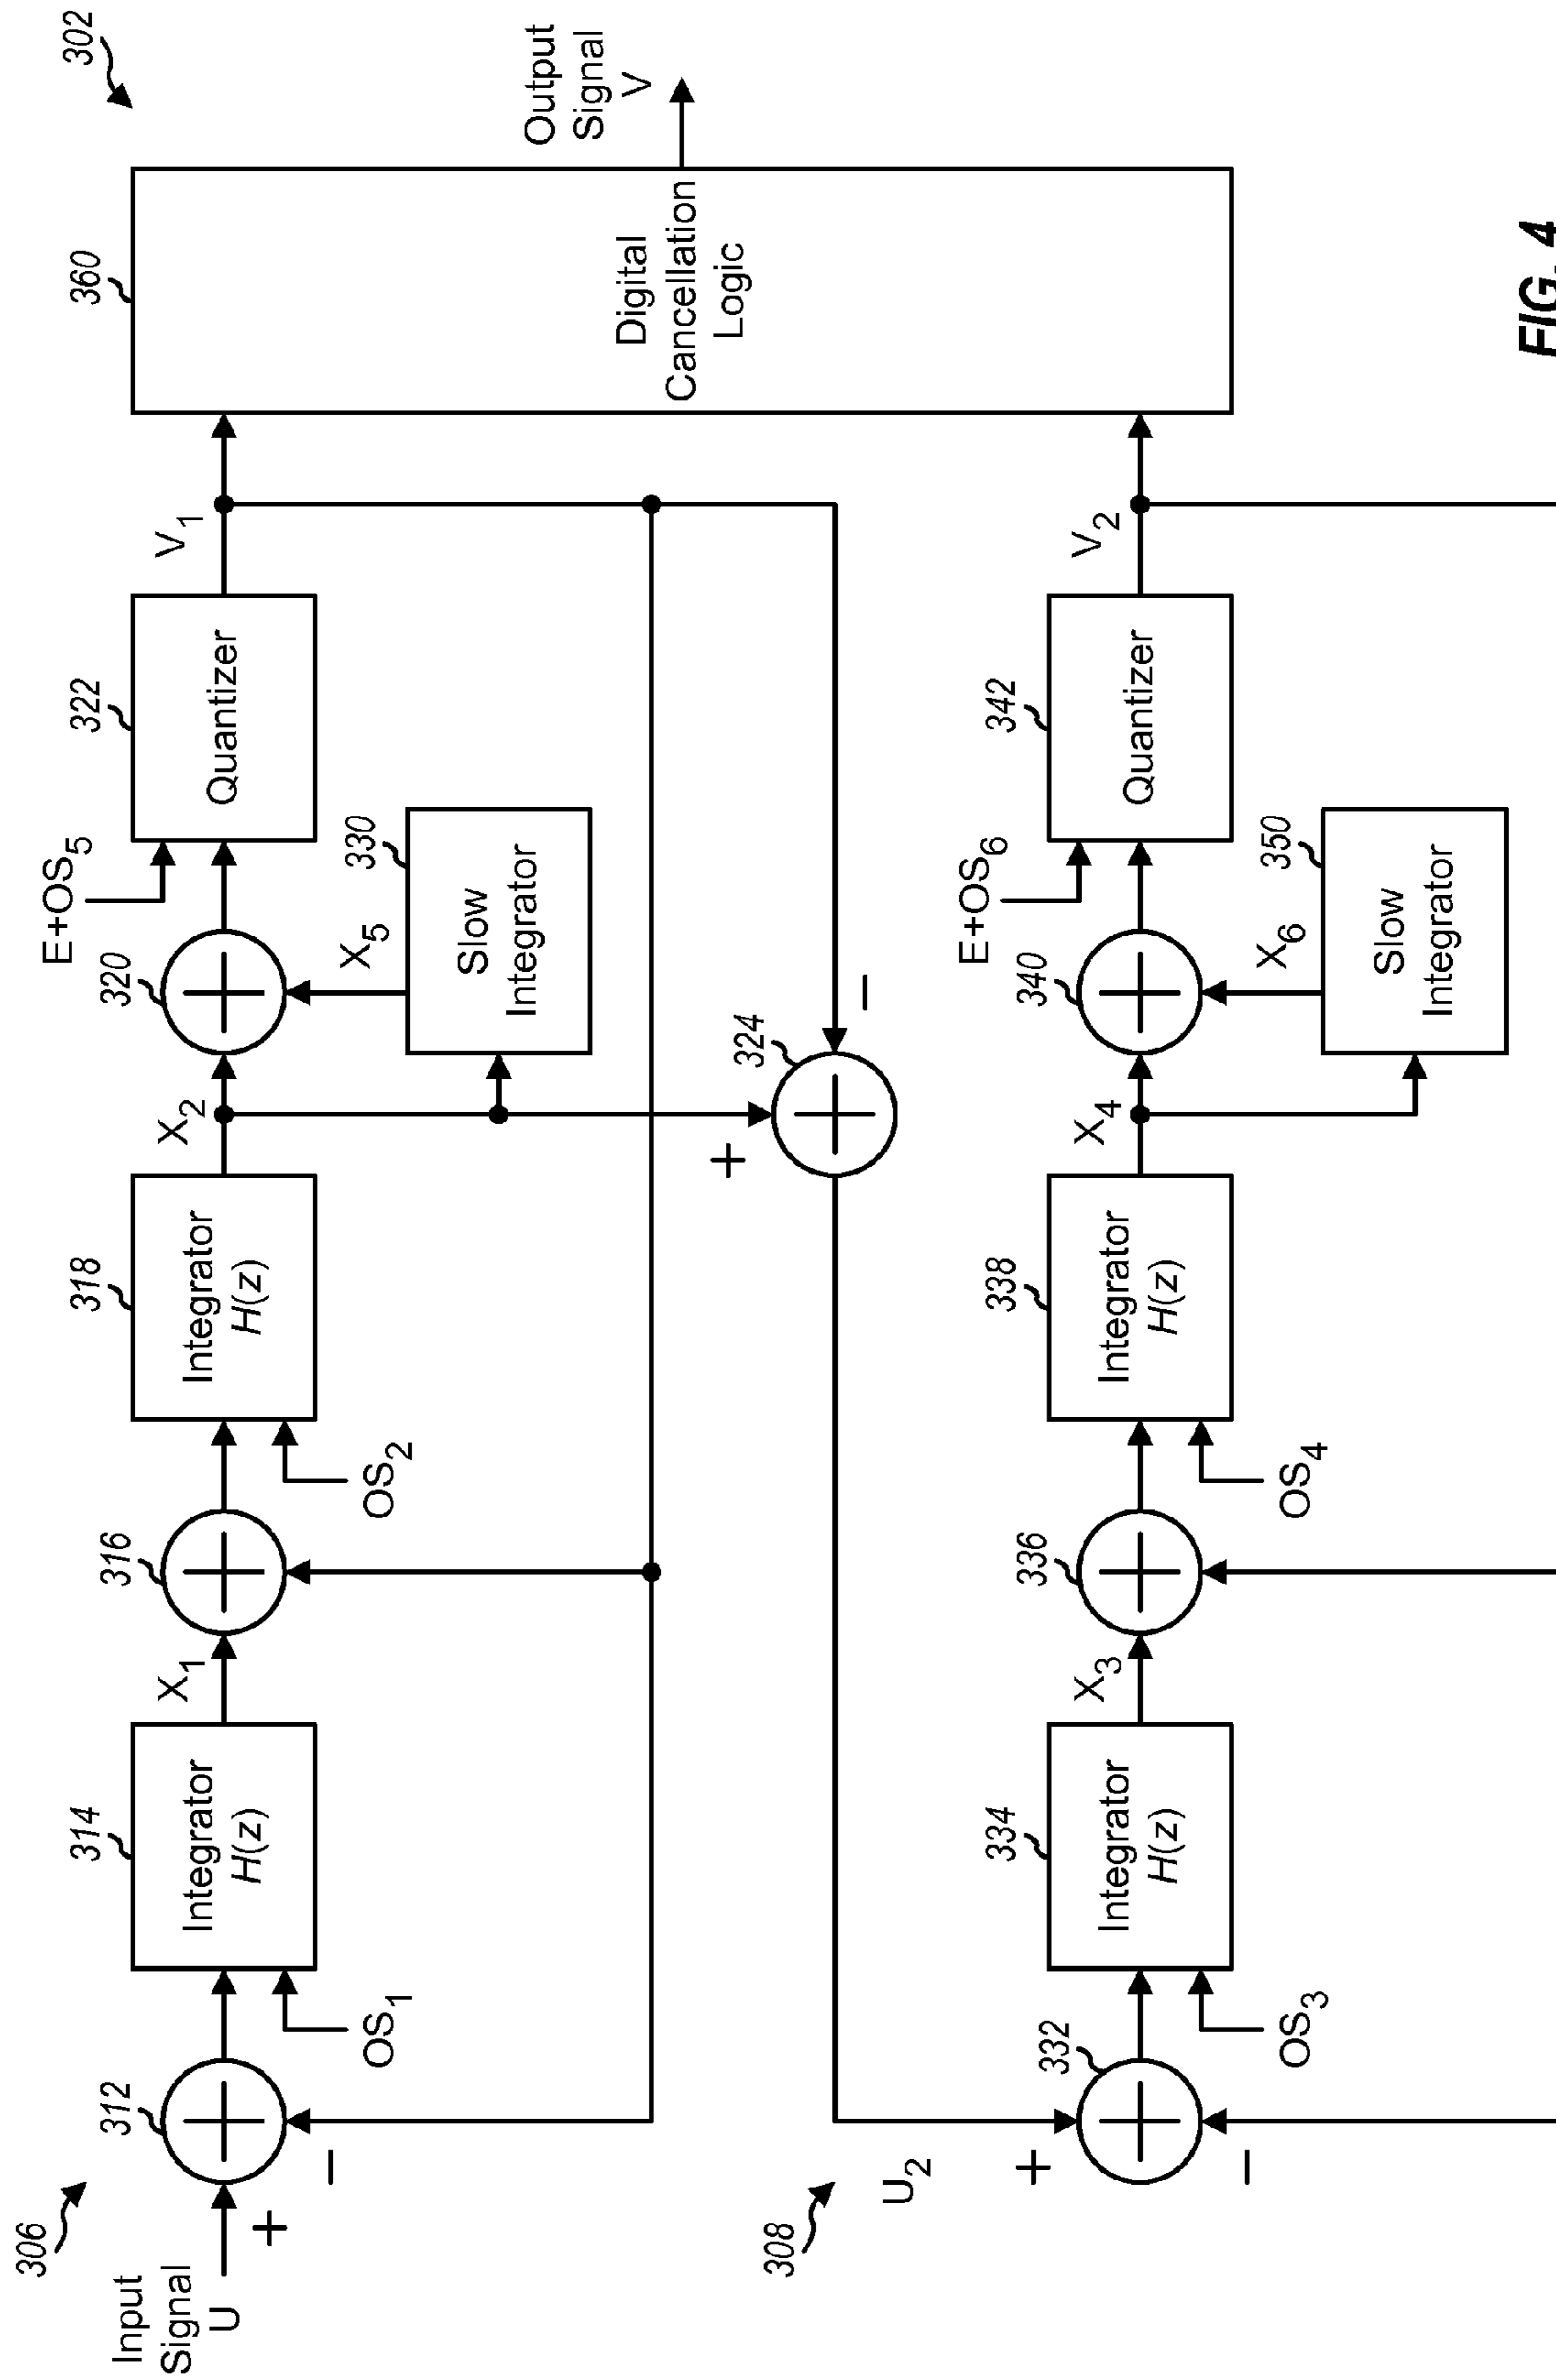 302
306
Input
Signal
U
+
−
312
OS₁
314
Integrator
H(z)
X₁
316
OS₂
318
Integrator
H(z)
X₂
320
E+OS₅
X₅
330
Slow
Integrator
322
Quantizer
V₁
360
Digital
Cancellation
Logic
Output
Signal
V
+
324
−
308
U₂
+
−
332
OS₃
334
Integrator
H(z)
X₃
336
OS₄
338
Integrator
H(z)
X₄
340
E+OS₆
X₆
350
Slow
Integrator
342
Quantizer
V₂
FIG. 4